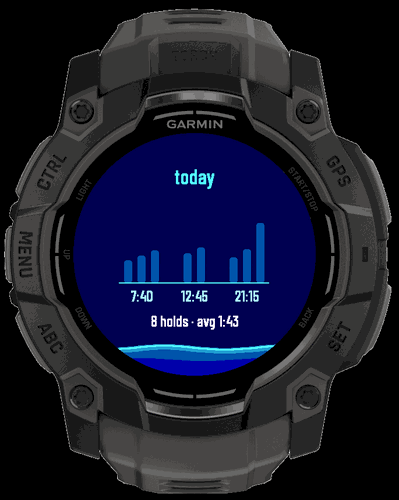 GARMIN
CTRL
LIGHT
GPS
START/STOP
MENU
UP
ABC
DOWN
SET
BACK
today
7:40 12:45 21:15
8 holds · avg 1:43